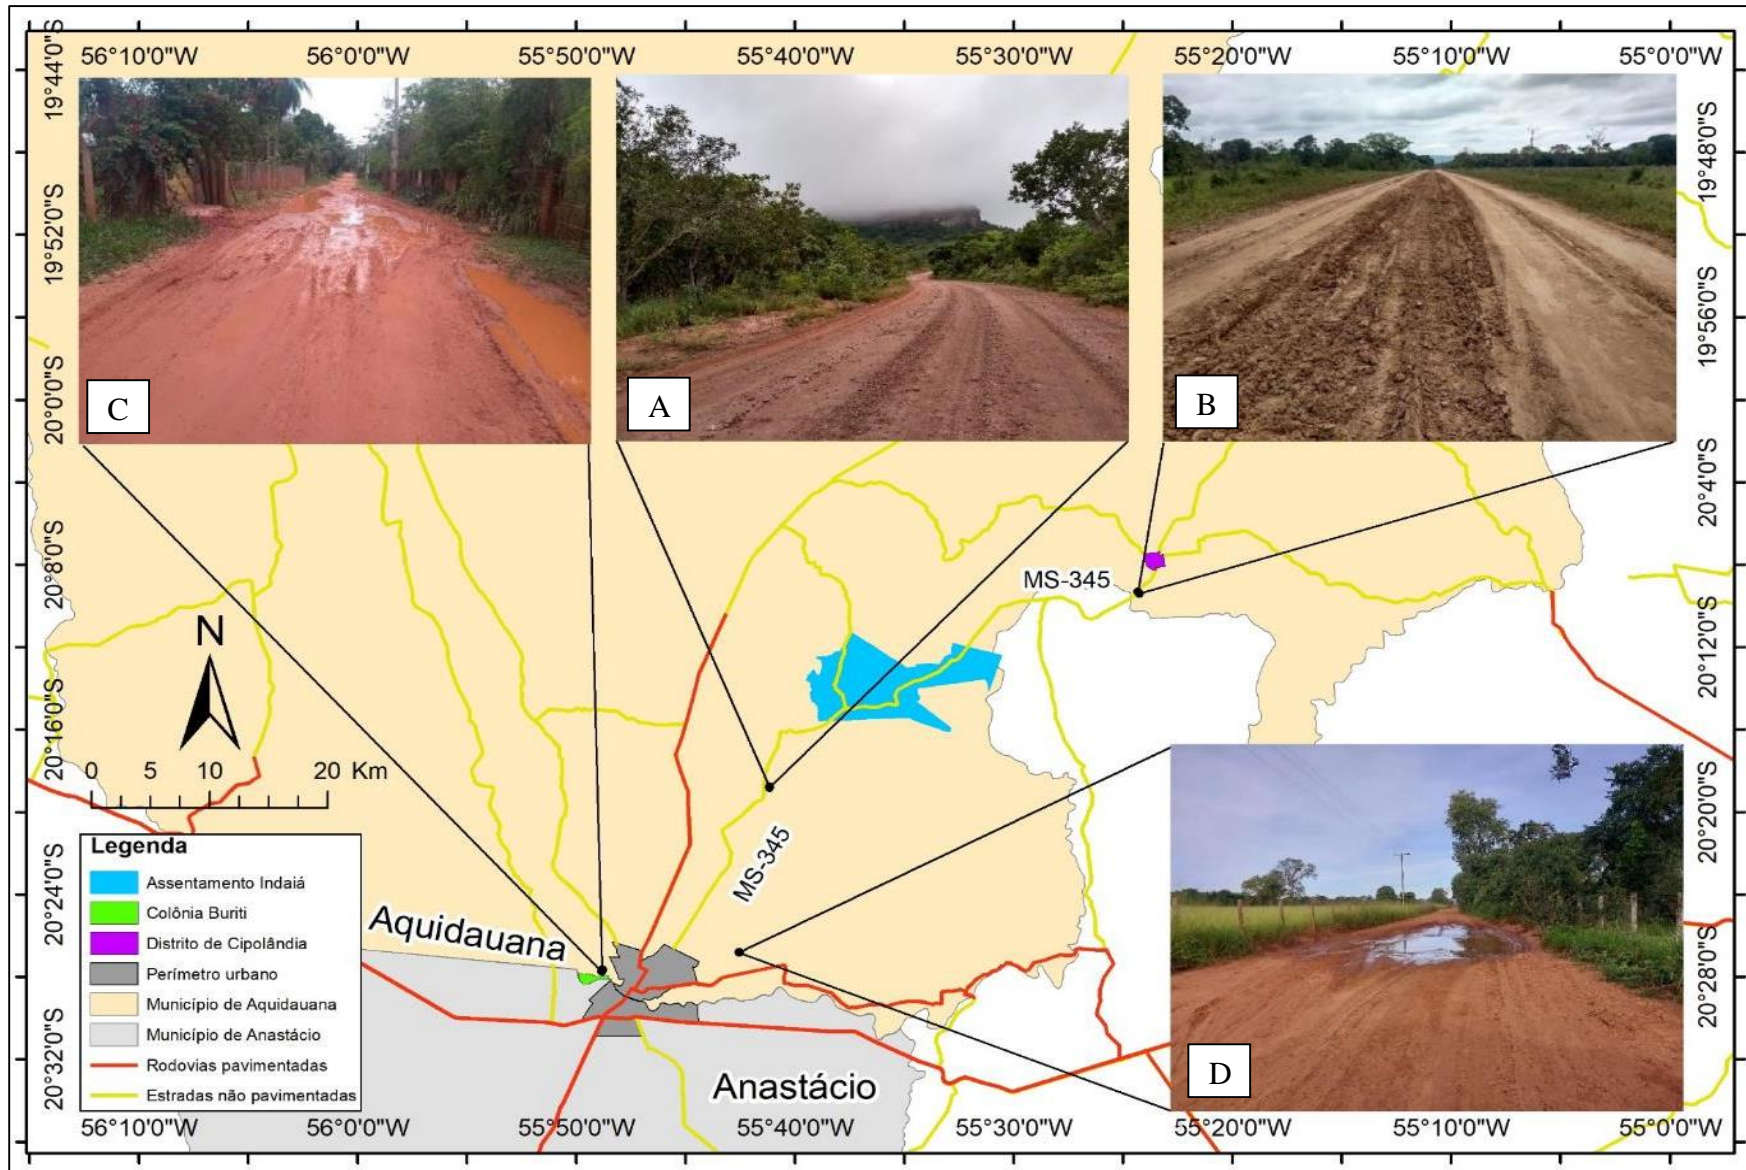 56°10'0"W 56°0'0"W 55°50'0"W 55°40'0"W 55°30'0"W 55°20'0"W 55°10'0"W 55°0'0"W
19°44'0"S
19°52'0"S
20°0'0"S
20°8'0"S
20°16'0"S
20°24'0"S
20°32'0"S
19°48'0"S
19°56'0"S
20°4'0"S
20°12'0"S
20°20'0"S
20°28'0"S
C
A
B
MS-345
N
0 5 10 20 Km
MS-345
Legenda
Assentamento Indaiá
Colônia Buriti
Distrito de Cipolândia
Perímetro urbano
Município de Aquidauana
Município de Anastácio
Rodovias pavimentadas
Estradas não pavimentadas
Aquidauana
Anastácio
D
56°10'0"W 56°0'0"W 55°50'0"W 55°40'0"W 55°30'0"W 55°20'0"W 55°10'0"W 55°0'0"W